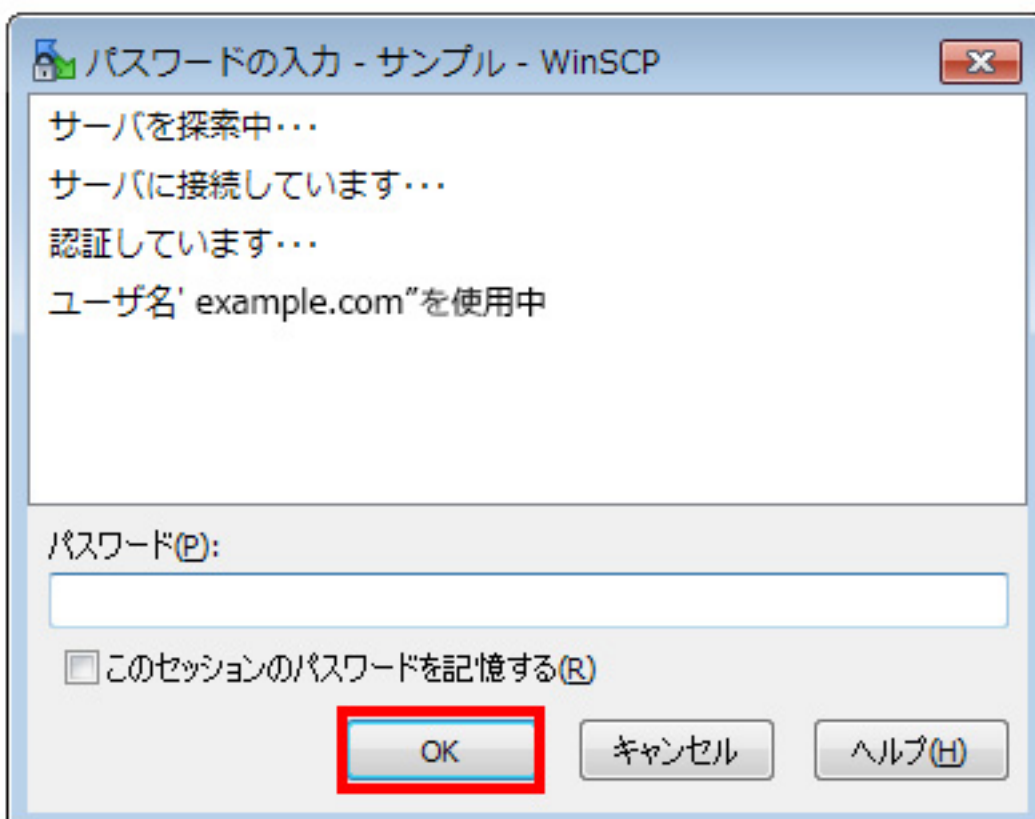 パスワードの入力 - サンプル - WinSCP
サーバを探索中･･･
サーバに接続しています･･･
認証しています･･･
ユーザ名' example.com”を使用中
パスワード(P):
このセッションのパスワードを記憶する(R)
OK キャンセル ヘルプ(H)